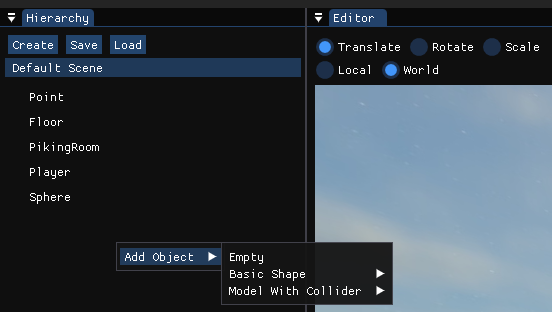 Hierarchy
Create Save Load
Default Scene
Point
Floor
PikingRoom
Player
Sphere
Add Object
Empty
Basic Shape
Model With Collider
Editor
Translate Rotate Scale
Local World